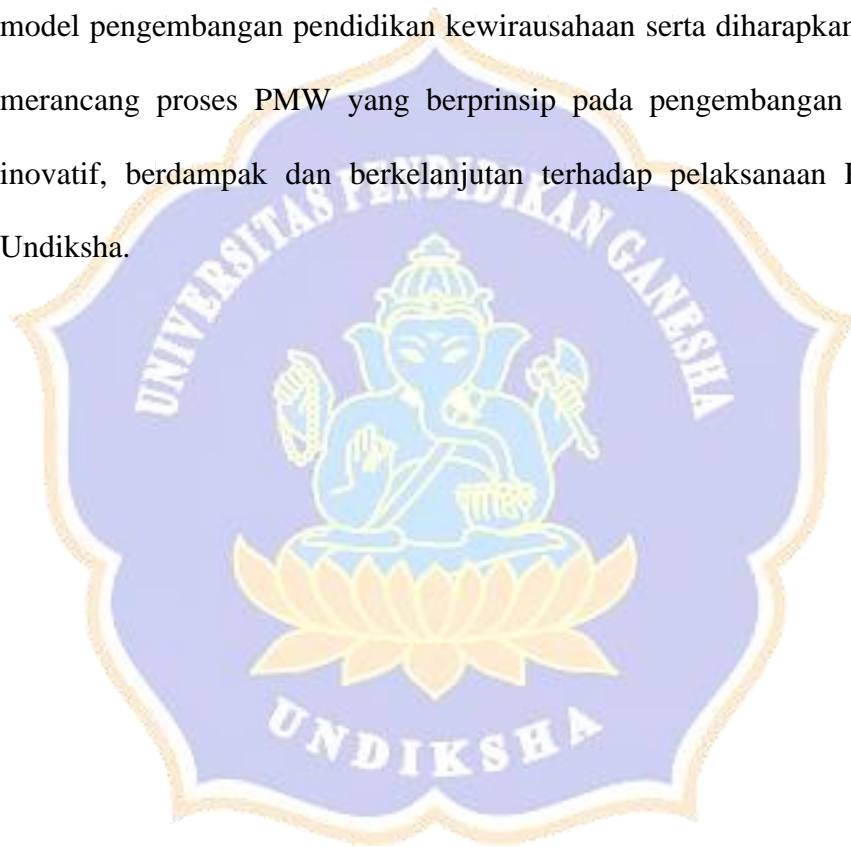 model pengembangan pendidikan kewirausahaan serta diharapkan
merancang proses PMW yang berprinsip pada pengembangan
inovatif, berdampak dan berkelanjutan terhadap pelaksanaan
Undiksha.
UNIVERSITAS PENDIDIKAN GANESHA
UNDIKSHA